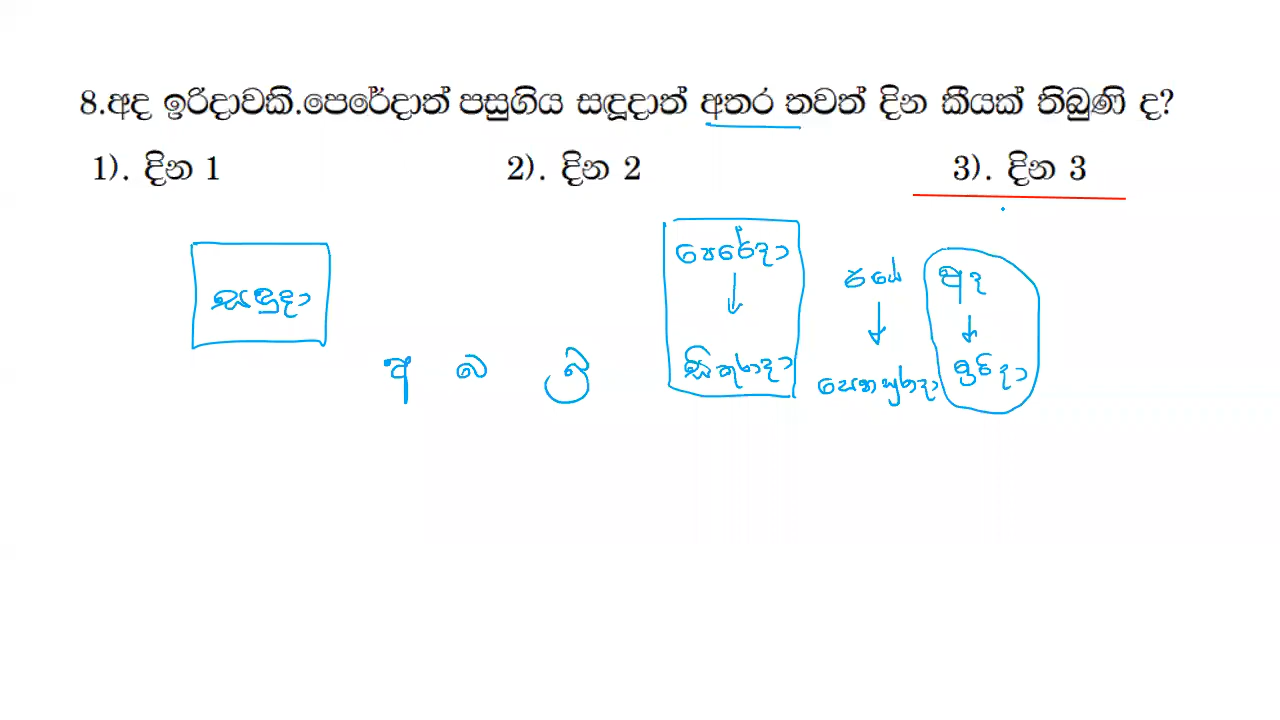 8.අද ඉරිදාවකි.පෙරේදාත් පසුගිය සඳූදාත් අතර තවත් දින කීයක් තිබුණි ද?
1). දින 1 2). දින 2 3). දින 3
පෙරේදා ඊයේ අද
සඳුදා
අ බ බ්‍ර සිකුරාදා සෙනසුරාදා ඉරිදා